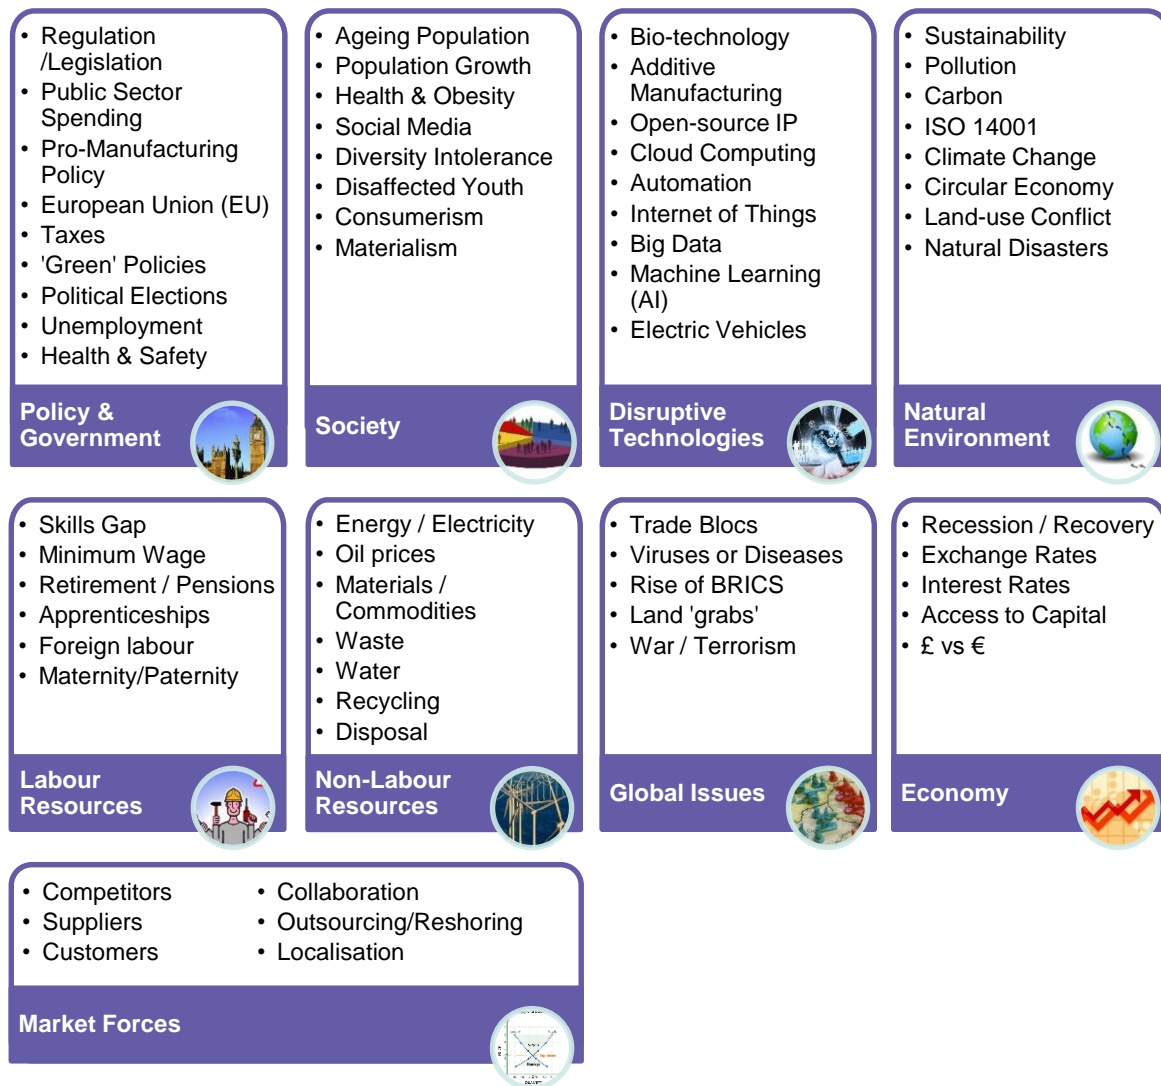 • Regulation
/Legislation
• Public Sector
Spending
• Pro-Manufacturing
Policy
• European Union (EU)
• Taxes
• 'Green' Policies
• Political Elections
• Unemployment
• Health & Safety
Policy &
Government
• Ageing Population
• Population Growth
• Health & Obesity
• Social Media
• Diversity Intolerance
• Disaffected Youth
• Consumerism
• Materialism
Society
• Bio-technology
• Additive
Manufacturing
• Open-source IP
• Cloud Computing
• Automation
• Internet of Things
• Big Data
• Machine Learning
(AI)
• Electric Vehicles
Disruptive
Technologies
• Sustainability
• Pollution
• Carbon
• ISO 14001
• Climate Change
• Circular Economy
• Land-use Conflict
• Natural Disasters
Natural
Environment
• Skills Gap
• Minimum Wage
• Retirement / Pensions
• Apprenticeships
• Foreign labour
• Maternity/Paternity
Labour
Resources
• Energy / Electricity
• Oil prices
• Materials /
Commodities
• Waste
• Water
• Recycling
• Disposal
Non-Labour
Resources
• Trade Blocs
• Viruses or Diseases
• Rise of BRICS
• Land 'grabs'
• War / Terrorism
Global Issues
• Recession / Recovery
• Exchange Rates
• Interest Rates
• Access to Capital
• £ vs €
Economy
• Competitors
• Suppliers
• Customers
• Collaboration
• Outsourcing/Reshoring
• Localisation
Market Forces